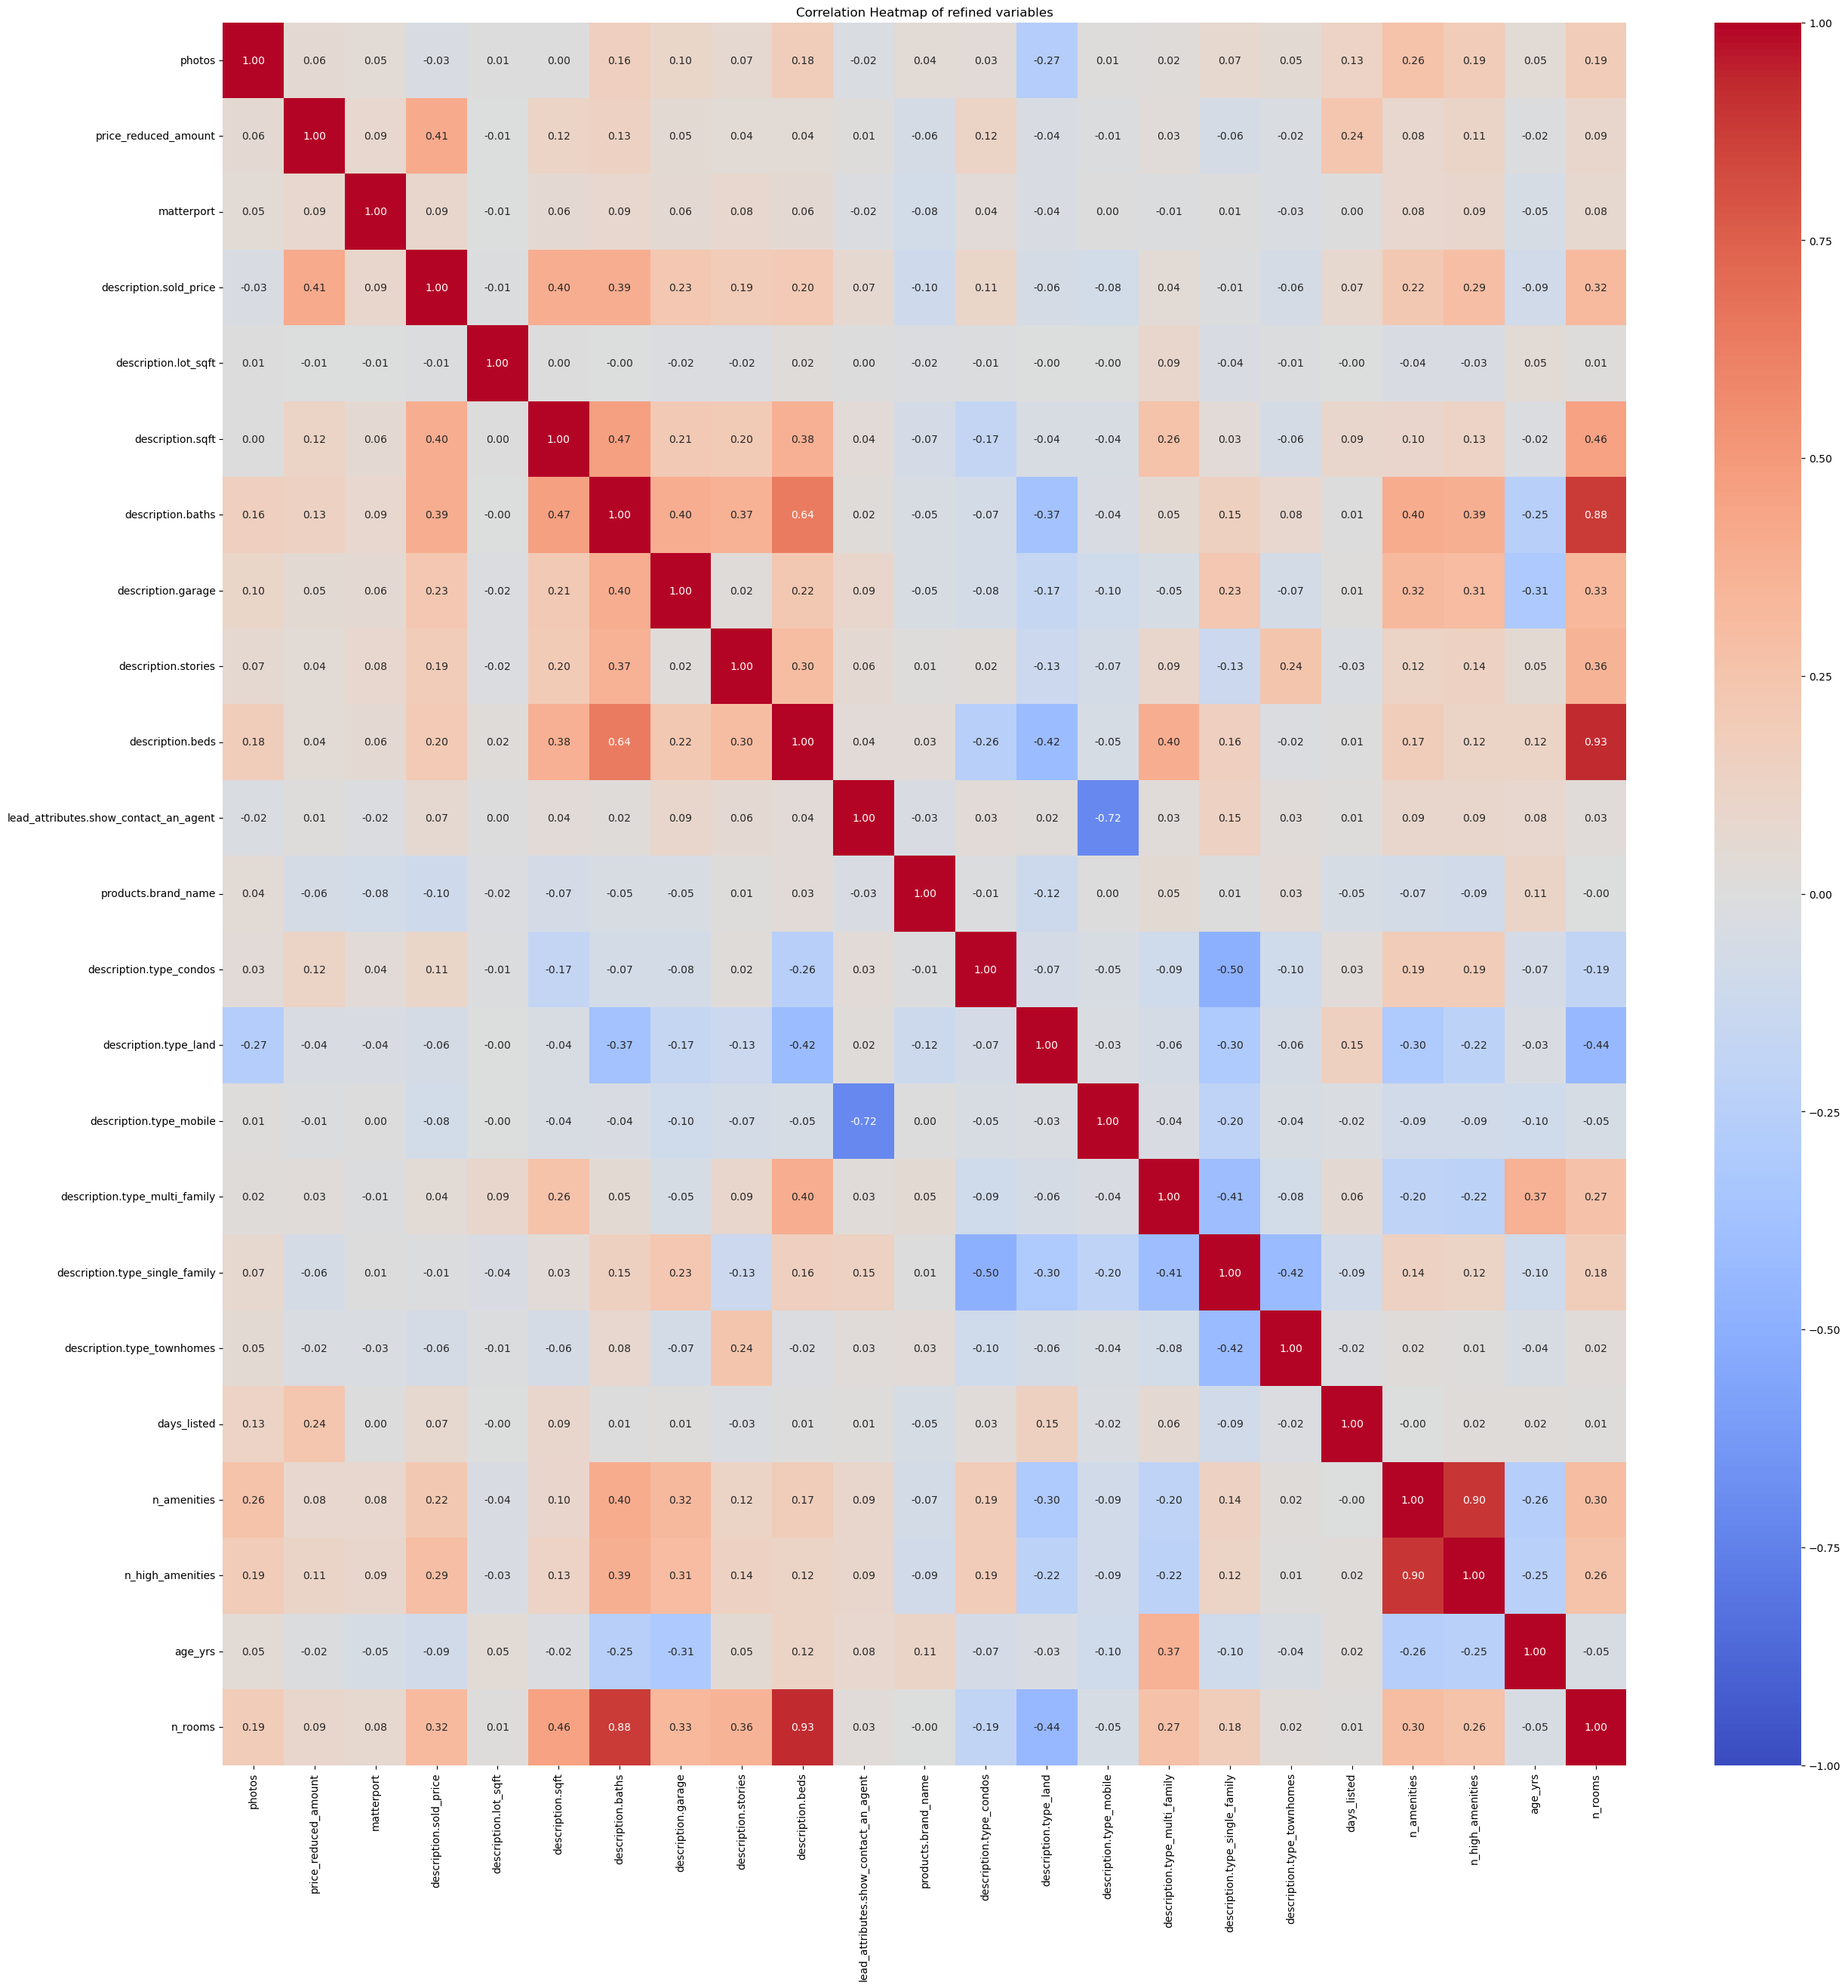 Correlation Heatmap of refined variables
photos 1.00 0.06 0.05 -0.03 0.01 0.00 0.16 0.10 0.07 0.18 -0.02 0.04 0.03 -0.27 0.01 0.02 0.07 0.05 0.13 0.26 0.19 0.05 0.19
price_reduced_amount 0.06 1.00 0.09 0.41 -0.01 0.12 0.13 0.05 0.04 0.04 0.01 -0.06 0.12 -0.04 -0.01 0.03 -0.06 -0.02 0.24 0.08 0.11 -0.02 0.09
matterport 0.05 0.09 1.00 0.09 -0.01 0.06 0.09 0.06 0.08 0.06 -0.02 -0.08 0.04 -0.04 0.00 -0.01 0.01 -0.03 0.00 0.08 0.09 -0.05 0.08
description.sold_price -0.03 0.41 0.09 1.00 -0.01 0.40 0.39 0.23 0.19 0.20 0.07 -0.10 0.11 -0.06 -0.08 0.04 -0.01 -0.06 0.07 0.22 0.29 -0.09 0.32
description.lot_sqft 0.01 -0.01 -0.01 -0.01 1.00 0.00 -0.00 -0.02 -0.02 0.02 0.00 -0.02 -0.01 -0.00 -0.00 0.09 -0.04 -0.01 -0.00 -0.04 -0.03 0.05 0.01
description.sqft 0.00 0.12 0.06 0.40 0.00 1.00 0.47 0.21 0.20 0.38 0.04 -0.07 -0.17 -0.04 -0.04 0.26 0.03 -0.06 0.09 0.10 0.13 -0.02 0.46
description.baths 0.16 0.13 0.09 0.39 -0.00 0.47 1.00 0.40 0.37 0.64 0.02 -0.05 -0.07 -0.37 -0.04 0.05 0.15 0.08 0.01 0.40 0.39 -0.25 0.88
description.garage 0.10 0.05 0.06 0.23 -0.02 0.21 0.40 1.00 0.02 0.22 0.09 -0.05 -0.08 -0.17 -0.10 -0.05 0.23 -0.07 0.01 0.32 0.31 -0.31 0.33
description.stories 0.07 0.04 0.08 0.19 -0.02 0.20 0.37 0.02 1.00 0.30 0.06 0.01 0.02 -0.13 -0.07 0.09 -0.13 0.24 -0.03 0.12 0.14 0.05 0.36
description.beds 0.18 0.04 0.06 0.20 0.02 0.38 0.64 0.22 0.30 1.00 0.04 0.03 -0.26 -0.42 -0.05 0.40 0.16 -0.02 0.01 0.17 0.12 0.12 0.93
lead_attributes.show_contact_an_agent -0.02 0.01 -0.02 0.07 0.00 0.04 0.02 0.09 0.06 0.04 1.00 -0.03 0.03 0.02 -0.72 0.03 0.15 0.03 0.01 0.09 0.09 0.08 0.03
products.brand_name 0.04 -0.06 -0.08 -0.10 -0.02 -0.07 -0.05 -0.05 0.01 0.03 -0.03 1.00 -0.01 -0.12 0.00 0.05 0.01 0.03 -0.05 -0.07 -0.09 0.11 -0.00
description.type_condos 0.03 0.12 0.04 0.11 -0.01 -0.17 -0.07 -0.08 0.02 -0.26 0.03 -0.01 1.00 -0.07 -0.05 -0.09 -0.50 -0.10 0.03 0.19 0.19 -0.07 -0.19
description.type_land -0.27 -0.04 -0.04 -0.06 -0.00 -0.04 -0.37 -0.17 -0.13 -0.42 0.02 -0.12 -0.07 1.00 -0.03 -0.06 -0.30 -0.06 0.15 -0.30 -0.22 -0.03 -0.44
description.type_mobile 0.01 -0.01 0.00 -0.08 -0.00 -0.04 -0.04 -0.10 -0.07 -0.05 -0.72 0.00 -0.05 -0.03 1.00 -0.04 -0.20 -0.04 -0.02 -0.09 -0.09 -0.10 -0.05
description.type_multi_family 0.02 0.03 -0.01 0.04 0.09 0.26 0.05 -0.05 0.09 0.40 0.03 0.05 -0.09 -0.06 -0.04 1.00 -0.41 -0.08 0.06 -0.20 -0.22 0.37 0.27
description.type_single_family 0.07 -0.06 0.01 -0.01 -0.04 0.03 0.15 0.23 -0.13 0.16 0.15 0.01 -0.50 -0.30 -0.20 -0.41 1.00 -0.42 -0.09 0.14 0.12 -0.10 0.18
description.type_townhomes 0.05 -0.02 -0.03 -0.06 -0.01 -0.06 0.08 -0.07 0.24 -0.02 0.03 0.03 -0.10 -0.06 -0.04 -0.08 -0.42 1.00 -0.02 0.02 0.01 -0.04 0.02
days_listed 0.13 0.24 0.00 0.07 -0.00 0.09 0.01 0.01 -0.03 0.01 0.01 -0.05 0.03 0.15 -0.02 0.06 -0.09 -0.02 1.00 -0.00 0.02 0.02 0.01
n_amenities 0.26 0.08 0.08 0.22 -0.04 0.10 0.40 0.32 0.12 0.17 0.09 -0.07 0.19 -0.30 -0.09 -0.20 0.14 0.02 -0.00 1.00 0.90 -0.26 0.30
n_high_amenities 0.19 0.11 0.09 0.29 -0.03 0.13 0.39 0.31 0.14 0.12 0.09 -0.09 0.19 -0.22 -0.09 -0.22 0.12 0.01 0.02 0.90 1.00 -0.25 0.26
age_yrs 0.05 -0.02 -0.05 -0.09 0.05 -0.02 -0.25 -0.31 0.05 0.12 0.08 0.11 -0.07 -0.03 -0.10 0.37 -0.10 -0.04 0.02 -0.26 -0.25 1.00 -0.05
n_rooms 0.19 0.09 0.08 0.32 0.01 0.46 0.88 0.33 0.36 0.93 0.03 -0.00 -0.19 -0.44 -0.05 0.27 0.18 0.02 0.01 0.30 0.26 -0.05 1.00
photos
price_reduced_amount
matterport
description.sold_price
description.lot_sqft
description.sqft
description.baths
description.garage
description.stories
description.beds
lead_attributes.show_contact_an_agent
products.brand_name
description.type_condos
description.type_land
description.type_mobile
description.type_multi_family
description.type_single_family
description.type_townhomes
days_listed
n_amenities
n_high_amenities
age_yrs
n_rooms
1.00
0.75
0.50
0.25
0.00
−0.25
−0.50
−0.75
−1.00